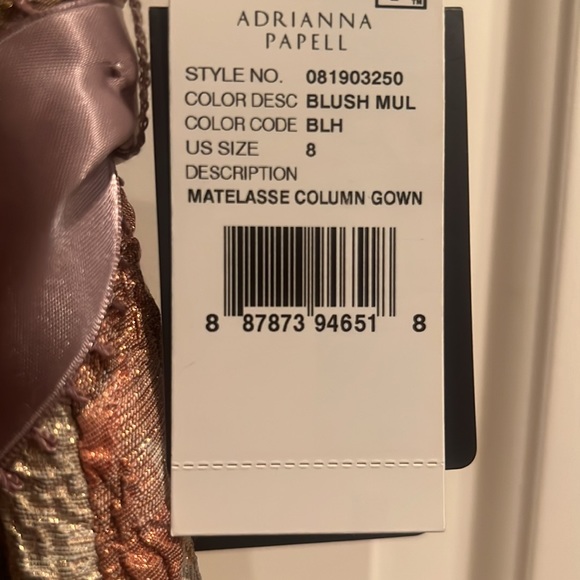 ADRIANNA
PAPELL
STYLE NO. 081903250
COLOR DESC BLUSH MUL
COLOR CODE BLH
US SIZE 8
DESCRIPTION
MATELASSE COLUMN GOWN
8 87873 94651 8